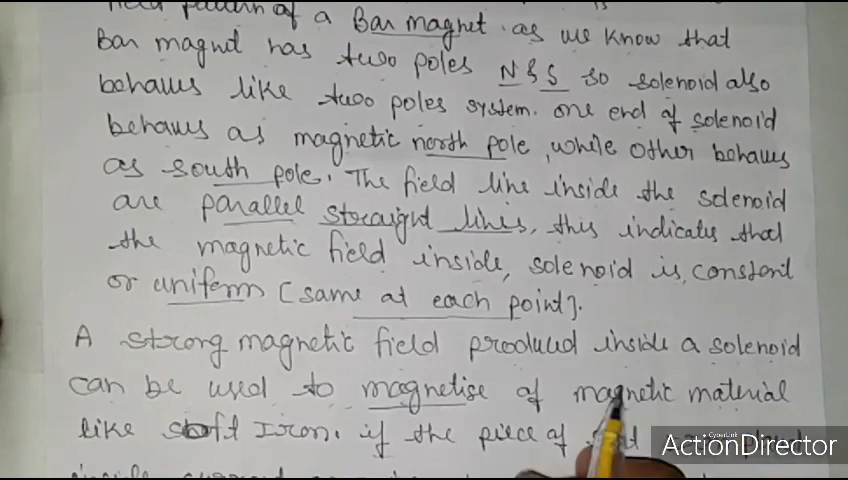 field pattern of a Bar magnet. as we know that
Bar magnet has two poles N & S so solenoid also
behaves like two poles system. one end of solenoid
behaves as magnetic north pole, while other behaves
as south pole. The field line inside the solenoid
are parallel straight lines, this indicates that
the magnetic field inside, solenoid is, constant
or uniform [same at each point].
A strong magnetic field produced inside a solenoid
can be used to magnetise of magnetic material
like soft Iron. if the piece of
inside
CyberLink
ActionDirector